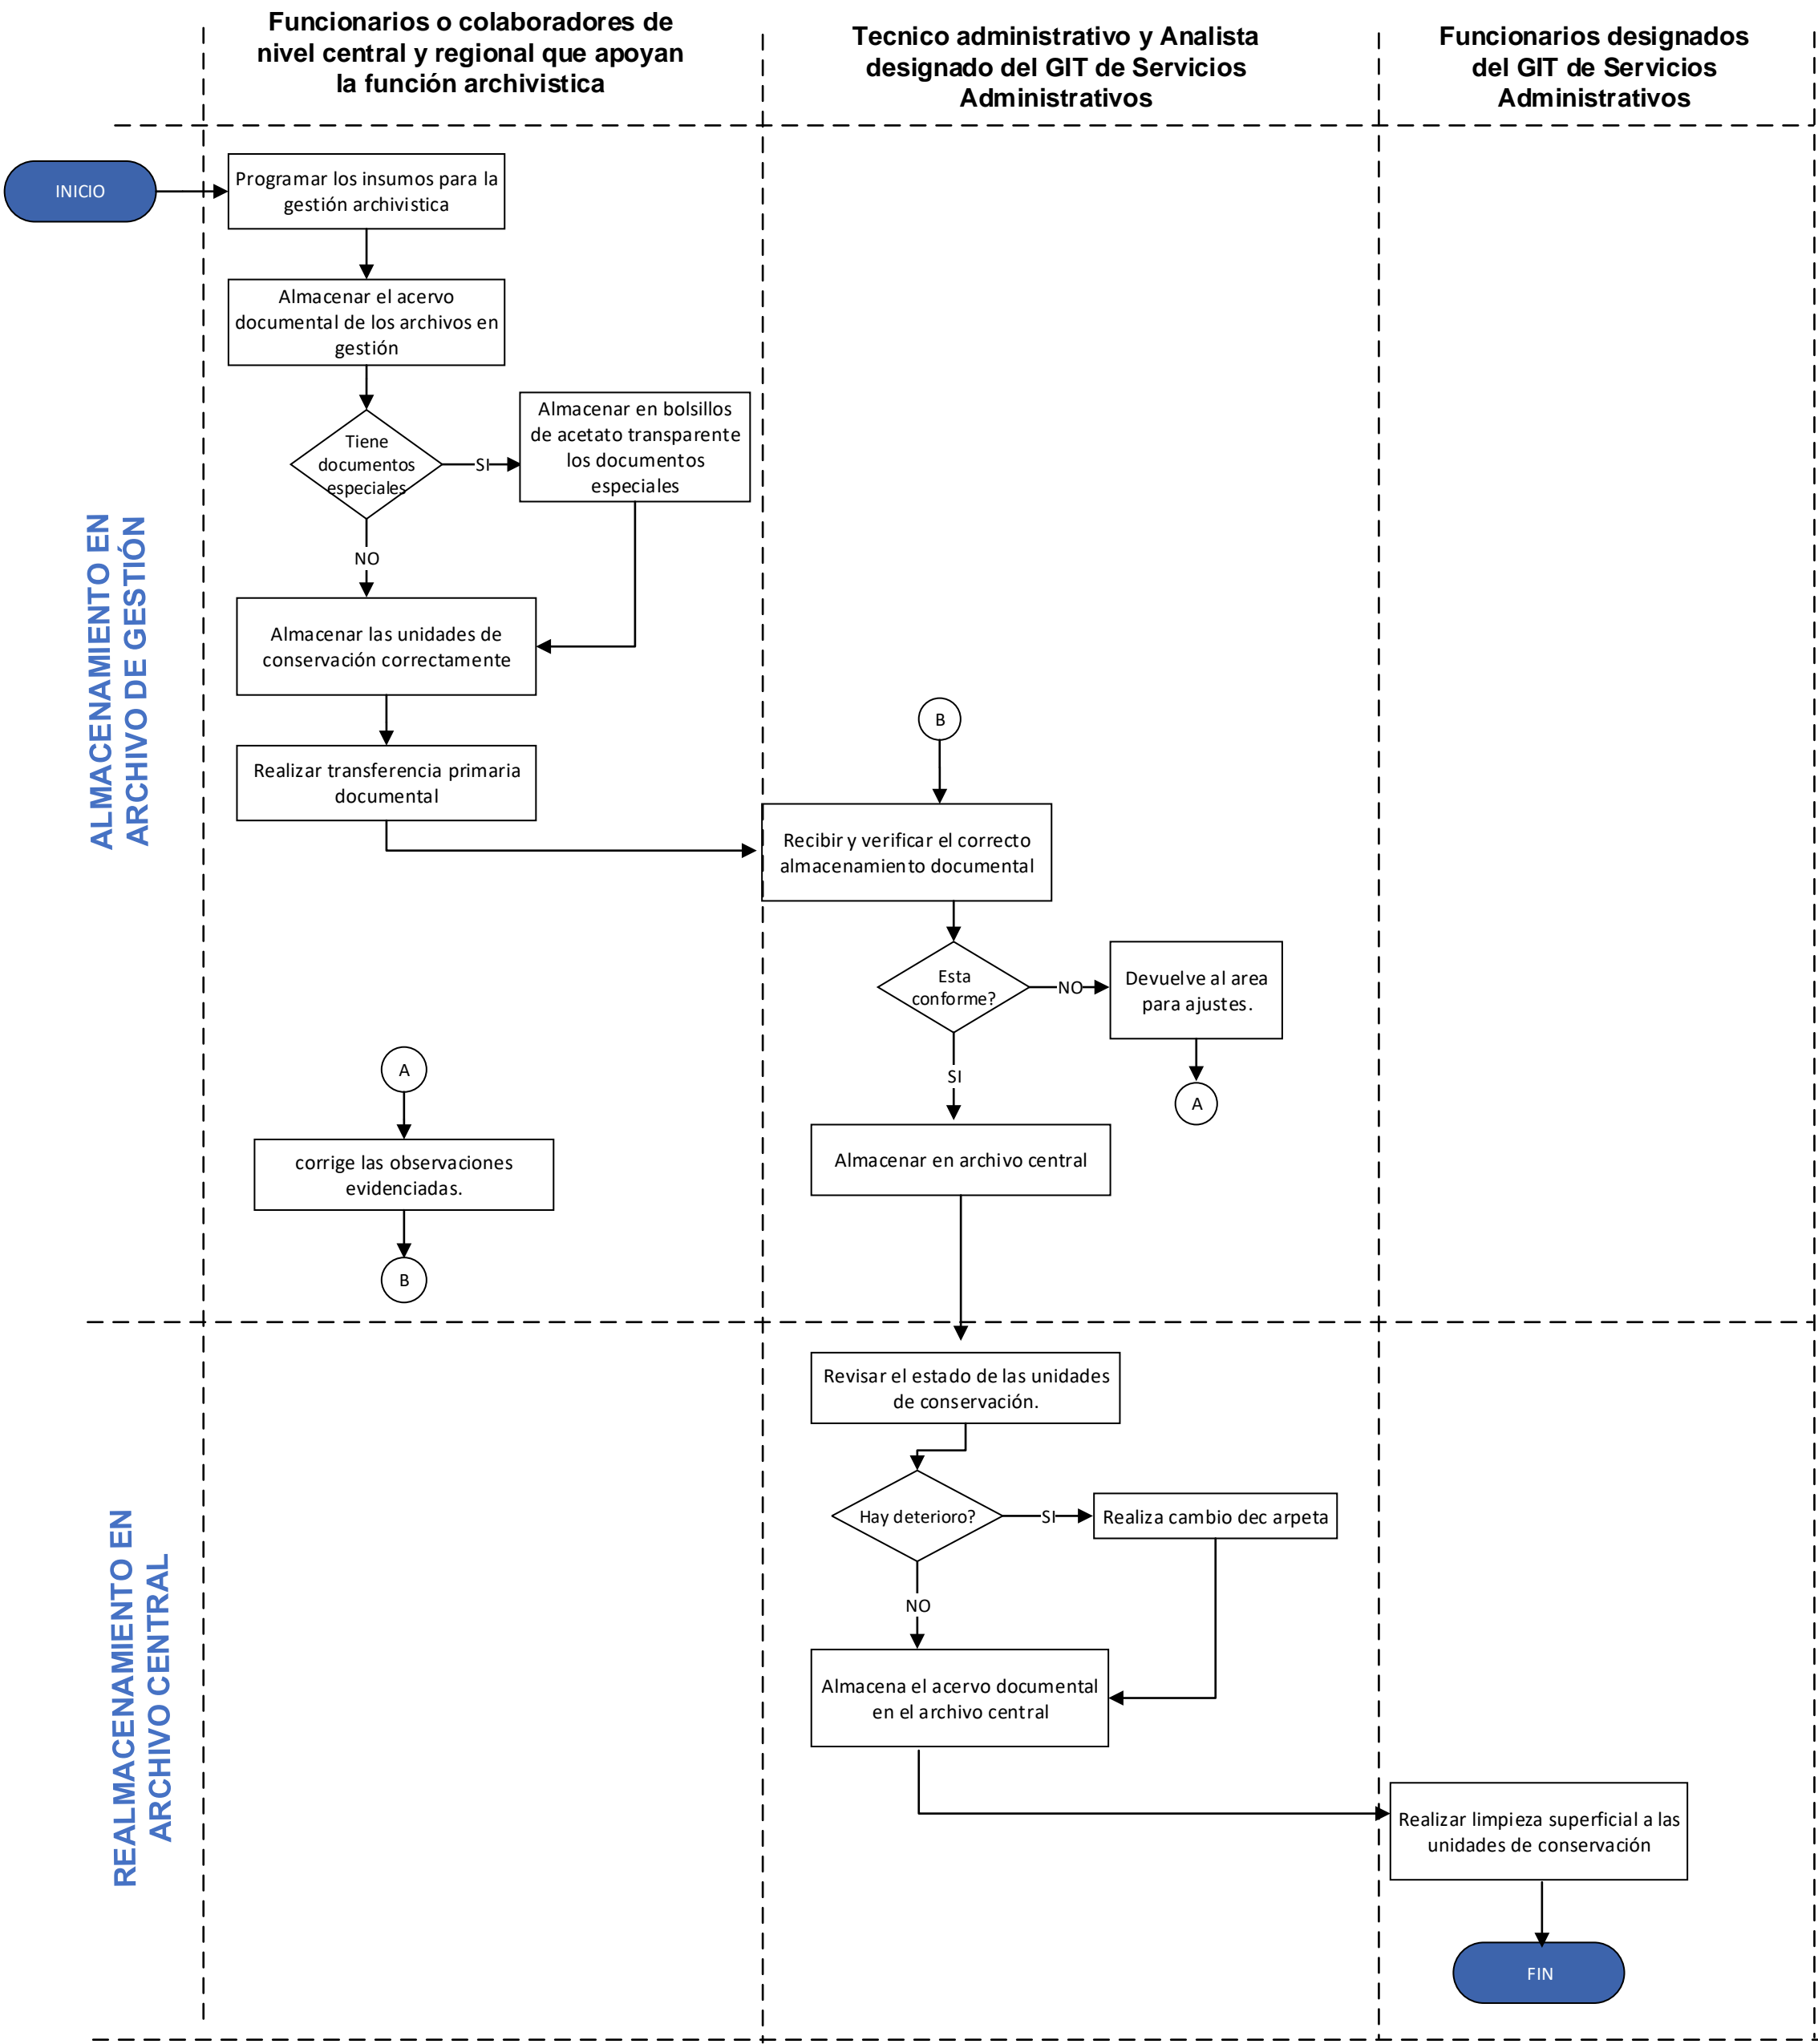 Funcionarios o colaboradores de
nivel central y regional que apoyan
la función archivistica
Tecnico administrativo y Analista
designado del GIT de Servicios
Administrativos
Funcionarios designados
del GIT de Servicios
Administrativos
INICIO
Programar los insumos para la
gestión archivistica
Almacenar el acervo
documental de los archivos en
gestión
Tiene
documentos
especiales
SI
Almacenar en bolsillos
de acetato transparente
los documentos
especiales
NO
ALMACENAMIENTO EN
ARCHIVO DE GESTIÓN
Almacenar las unidades de
conservación correctamente
Realizar transferencia primaria
documental
B
Recibir y verificar el correcto
almacenamiento documental
Esta
conforme?
NO
Devuelve al area
para ajustes.
SI
A
A
corrige las observaciones
evidenciadas.
B
Almacenar en archivo central
REALMACENAMIENTO EN
ARCHIVO CENTRAL
Revisar el estado de las unidades
de conservación.
Hay deterioro?
SI
Realiza cambio dec arpeta
NO
Almacena el acervo documental
en el archivo central
Realizar limpieza superficial a las
unidades de conservación
FIN